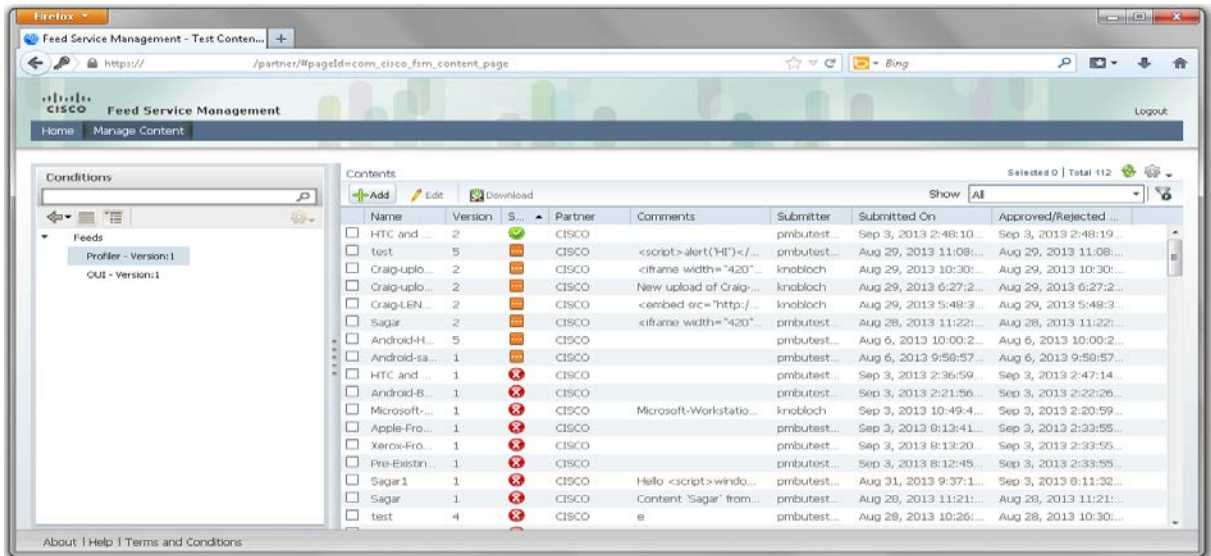 Firefox
Feed Service Management - Test Conten... +
https:// /partner/#pageId=com_cisco_fsm_content_page Bing
CISCO Feed Service Management Logout
Home Manage Content
Conditions
Feeds
Profiler - Version:1
OUI - Version:1
Contents Selected 0 | Total 112
Add Edit Download Show All
Name Version S... Partner Comments Submitter Submitted On Approved/Rejected ...
HTC and ... 2 CISCO pmbutest... Sep 3, 2013 2:48:10... Sep 3, 2013 2:48:19...
test 5 CISCO <script>alert('HI')</... pmbutest... Aug 29, 2013 11:08:... Aug 29, 2013 11:08:...
Craig-uplo... 2 CISCO <iframe width="420"... knobloch Aug 29, 2013 10:30:... Aug 29, 2013 10:30:...
Craig-uplo... 2 CISCO New upload of Craig-... knobloch Aug 29, 2013 6:27:2... Aug 29, 2013 6:27:2...
Craig-LEN... 2 CISCO <embed src="http:/... knobloch Aug 29, 2013 5:48:3... Aug 29, 2013 5:48:3...
Sagar 2 CISCO <iframe width="420"... pmbutest... Aug 28, 2013 11:22:... Aug 28, 2013 11:22:...
Android-H... 5 CISCO pmbutest... Aug 6, 2013 10:00:2... Aug 6, 2013 10:00:2...
Android-sa... 1 CISCO pmbutest... Aug 6, 2013 9:58:57... Aug 6, 2013 9:58:57...
HTC and ... 1 CISCO pmbutest... Sep 3, 2013 2:36:59... Sep 3, 2013 2:47:14...
Android-B... 1 CISCO pmbutest... Sep 3, 2013 2:21:56... Sep 3, 2013 2:22:26...
Microsoft-... 1 CISCO Microsoft-Workstatio... knobloch Sep 3, 2013 10:49:4... Sep 3, 2013 2:20:59...
Apple-Fro... 1 CISCO pmbutest... Sep 3, 2013 8:13:41... Sep 3, 2013 2:33:55...
Xerox-Fro... 1 CISCO pmbutest... Sep 3, 2013 8:13:20... Sep 3, 2013 2:33:55...
Pre-Existin... 1 CISCO pmbutest... Sep 3, 2013 8:12:45... Sep 3, 2013 2:33:55...
Sagar1 1 CISCO Hello <script>windo... pmbutest... Aug 31, 2013 9:37:1... Sep 3, 2013 8:11:32...
Sagar 1 CISCO Content 'Sagar' from... pmbutest... Aug 28, 2013 11:21:... Aug 28, 2013 11:21:...
test 4 CISCO e pmbutest... Aug 28, 2013 10:26:... Aug 28, 2013 10:30:...
About | Help | Terms and Conditions